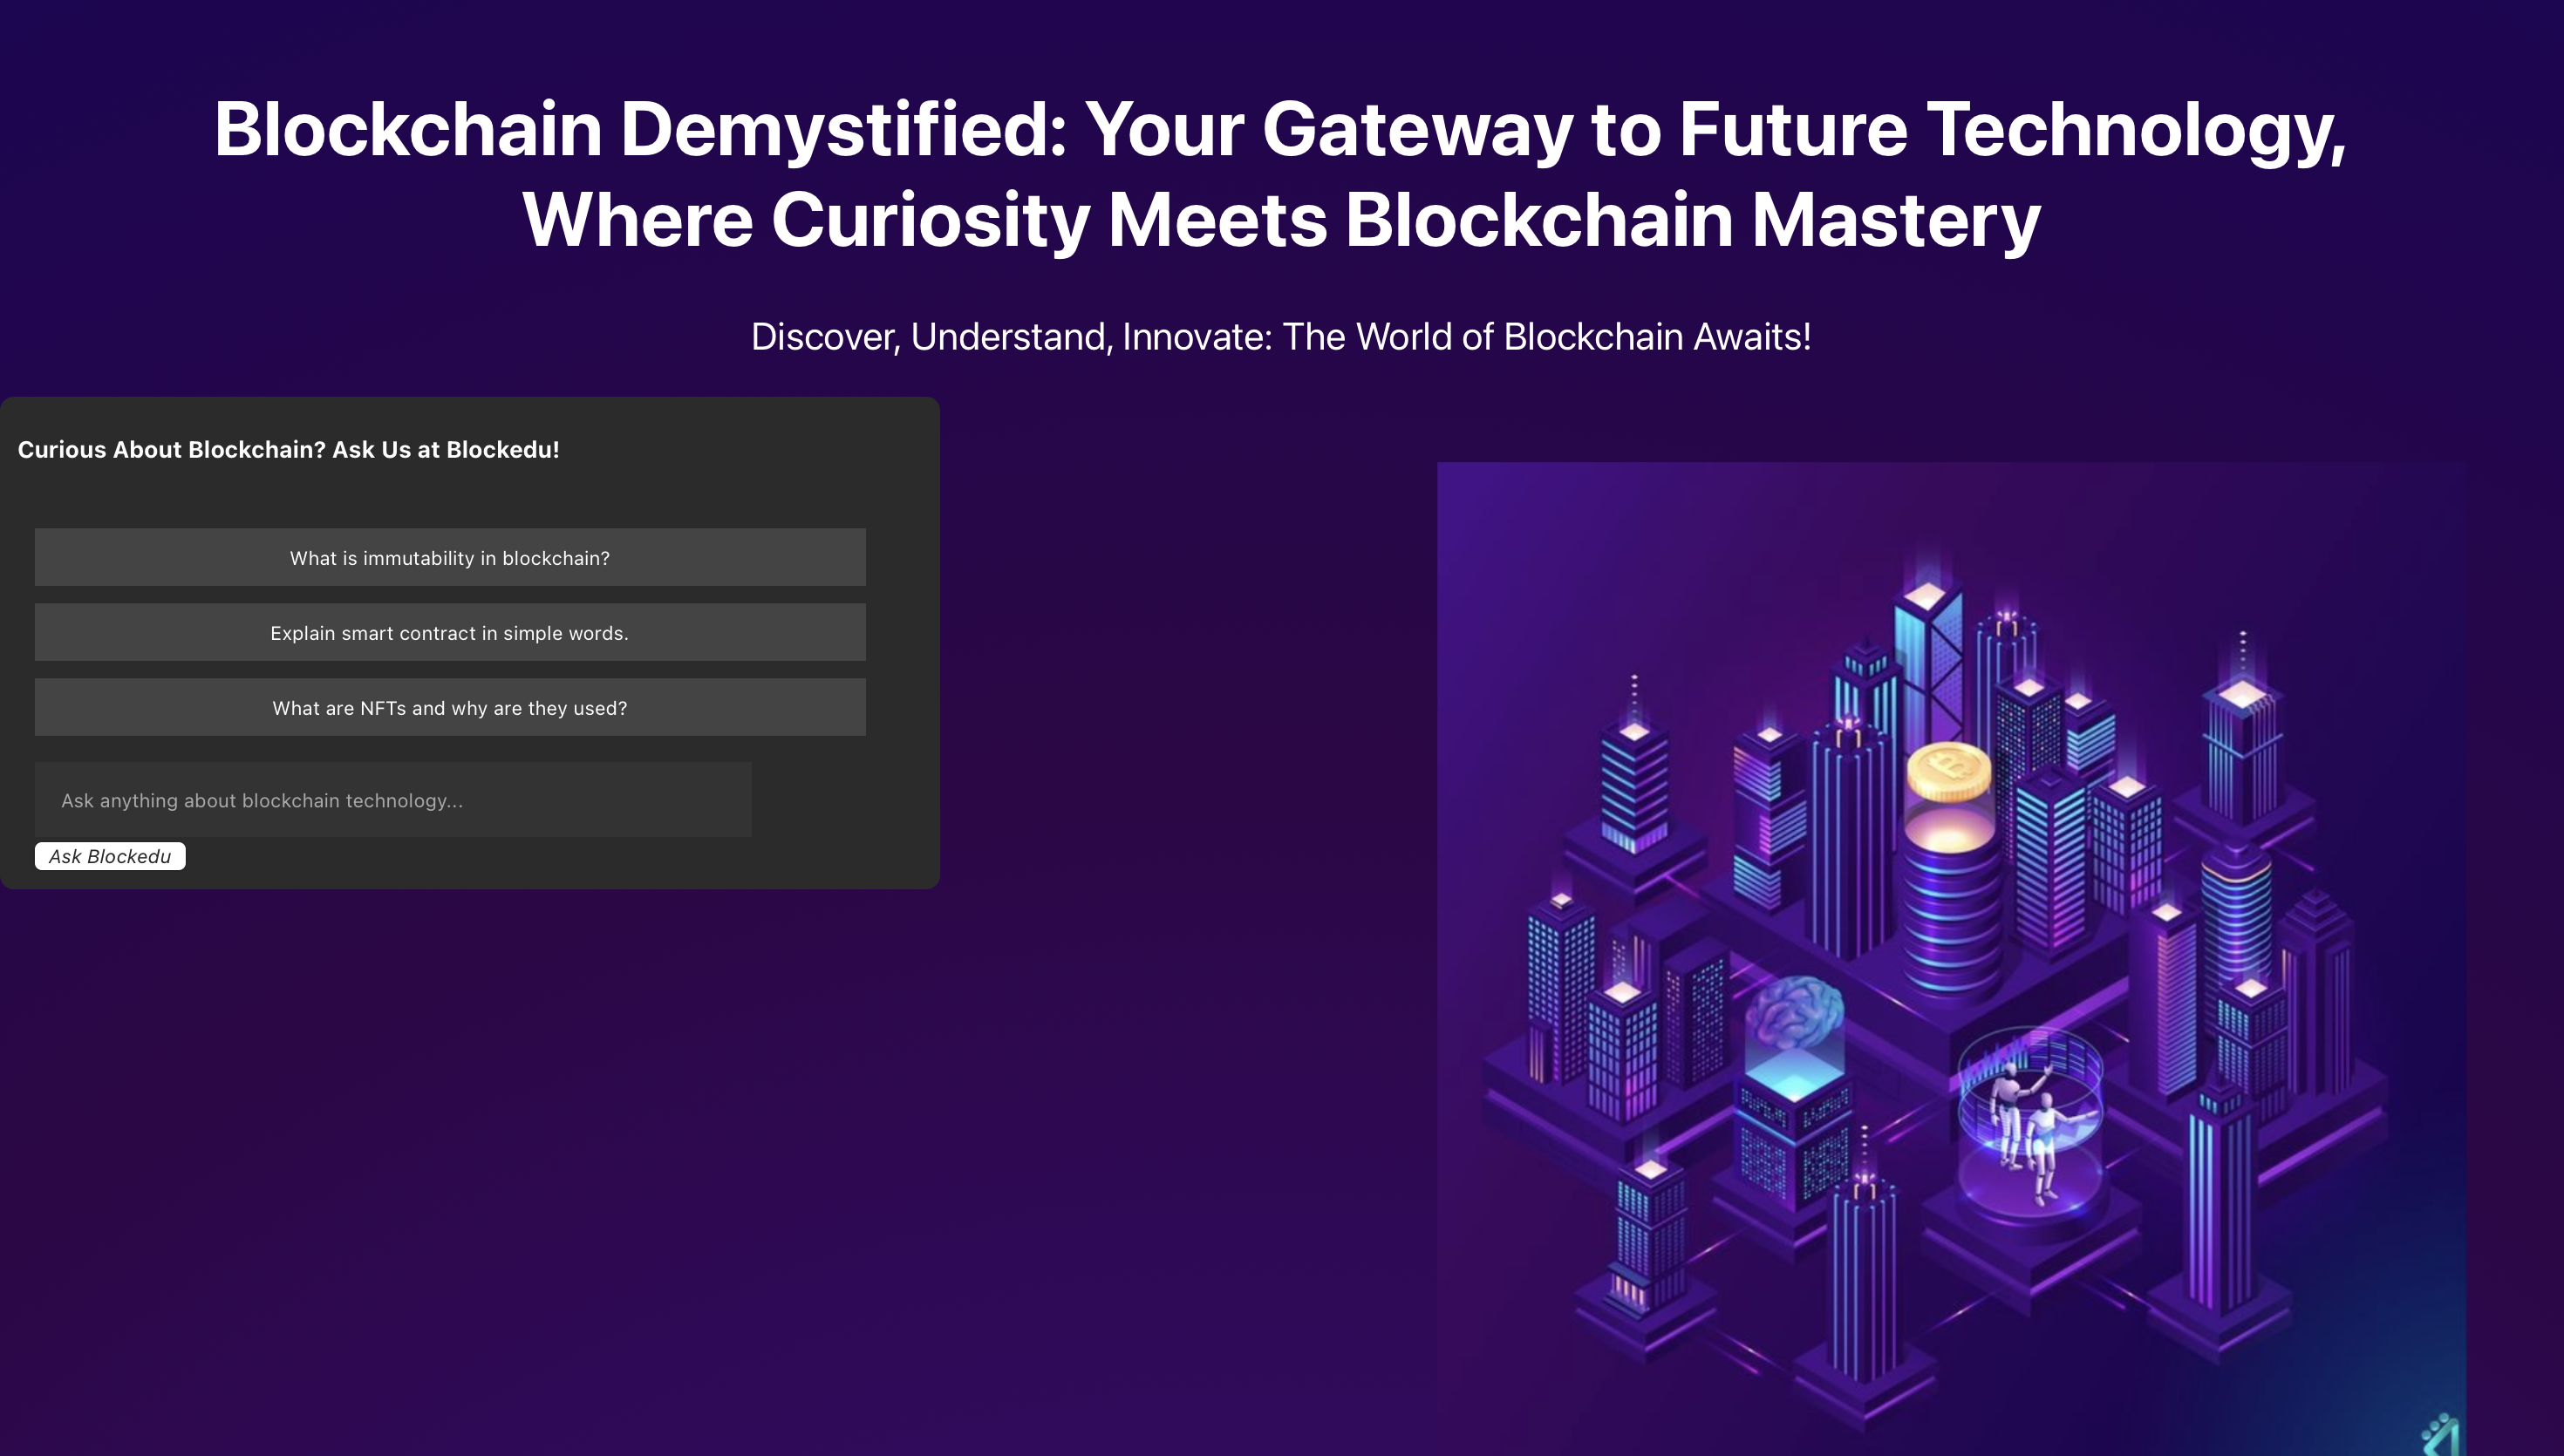 Blockchain Demystified: Your Gateway to Future Technology,
Where Curiosity Meets Blockchain Mastery
Discover, Understand, Innovate: The World of Blockchain Awaits!
Curious About Blockchain? Ask Us at Blockedu!
What is immutability in blockchain?
Explain smart contract in simple words.
What are NFTs and why are they used?
Ask anything about blockchain technology...
Ask Blockedu